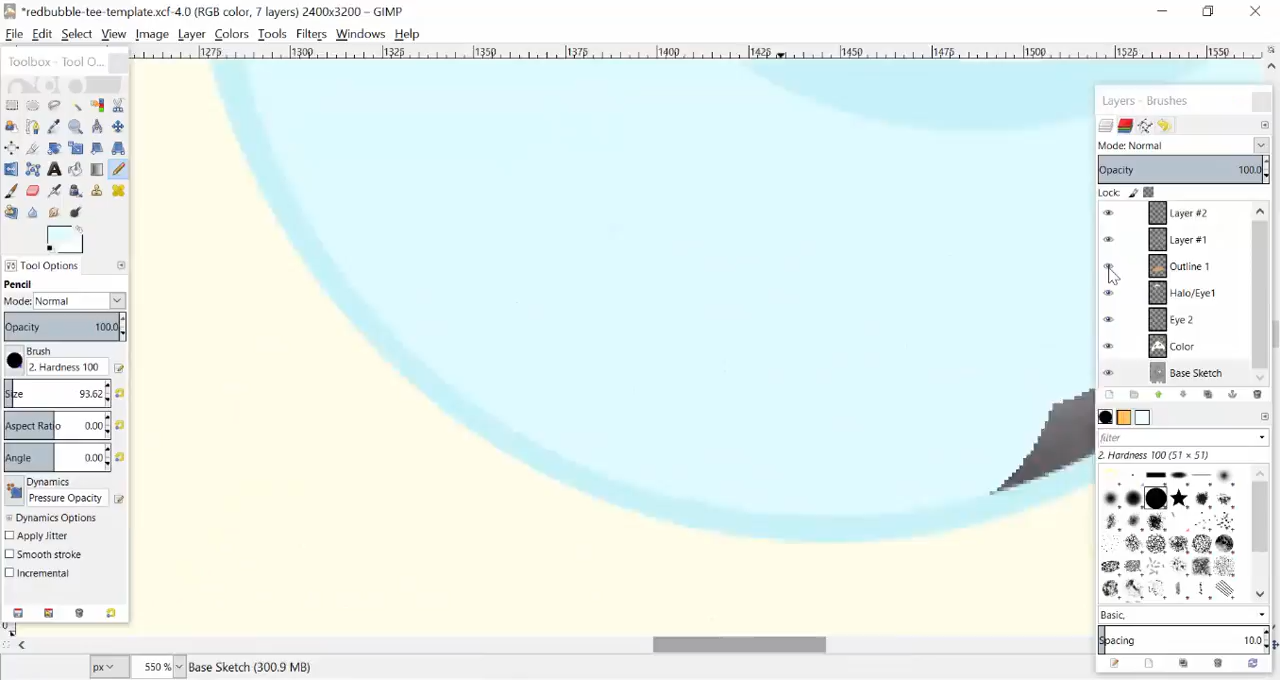 *redbubble-tee-template.xcf-4.0 (RGB color, 7 layers) 2400x3200 – GIMP
File Edit Select View Image Layer Colors Tools Filters Windows Help
Toolbox - Tool O...
1275 1300 1325 1350 1375 1400 1425 1450 1475 1500 1525 1550
Layers - Brushes
Mode: Normal
Opacity 100.0
Lock:
Layer #2
Layer #1
Outline 1
Halo/Eye1
Eye 2
Color
Base Sketch
filter
2. Hardness 100 (51 × 51)
Basic,
Spacing 10.0
Tool Options
Pencil
Mode: Normal
Opacity 100.0
Brush
2. Hardness 100
Size 93.62
Aspect Ratio 0.00
Angle 0.00
Dynamics
Pressure Opacity
Dynamics Options
Apply Jitter
Smooth stroke
Incremental
px 550 % Base Sketch (300.9 MB)